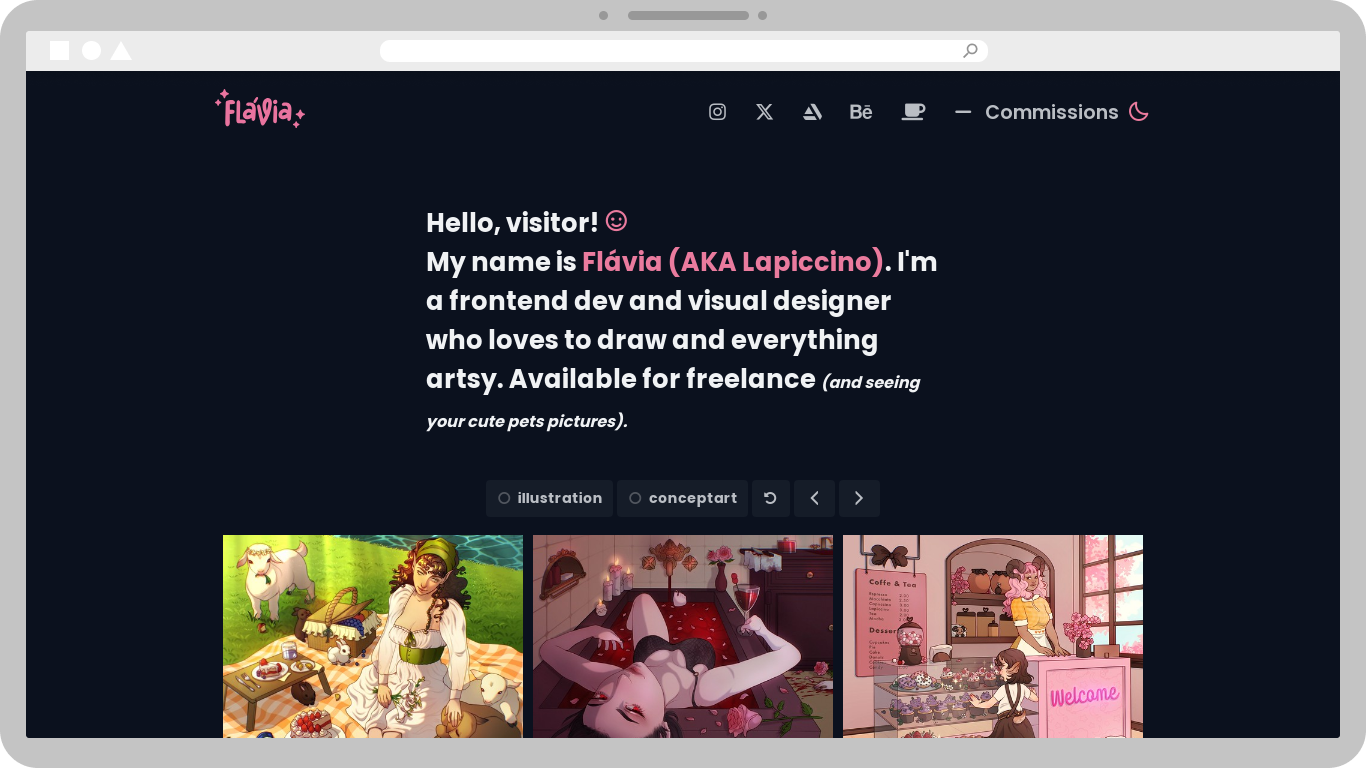 Flávia
Bē
Commissions
Hello, visitor!
My name is Flávia (AKA Lapiccino). I'm
a frontend dev and visual designer
who loves to draw and everything
artsy. Available for freelance (and seeing
your cute pets pictures).
illustration
conceptart
Coffe & Tea
Desser
Welcome